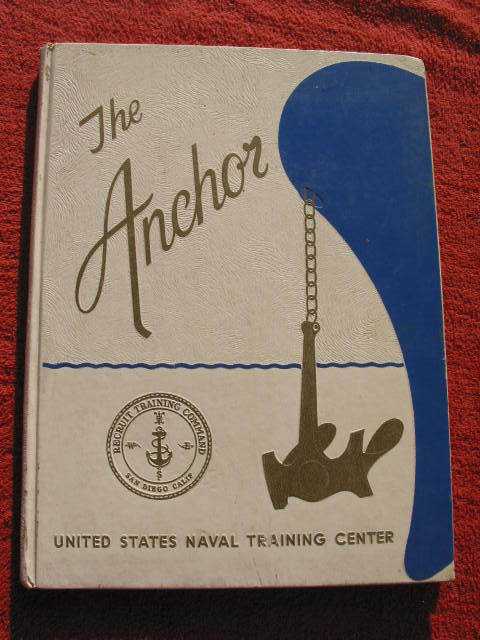 The
Anchor
RECRUIT TRAINING COMMAND
N
W E
S
SAN DIEGO CALIF
UNITED STATES NAVAL TRAINING CENTER